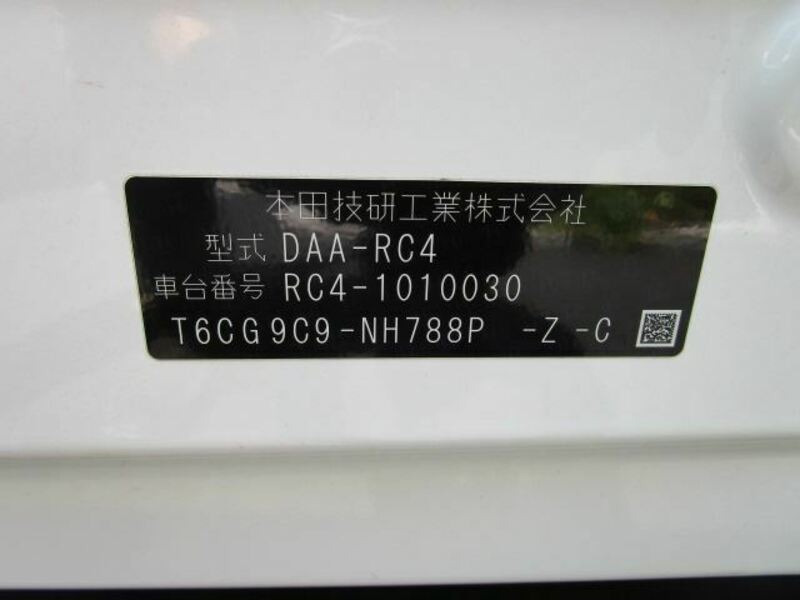 本田技研工業株式会社
型式 DAA-RC4
車台番号 RC4-1010030
T6CG9C9-NH788P -Z -C